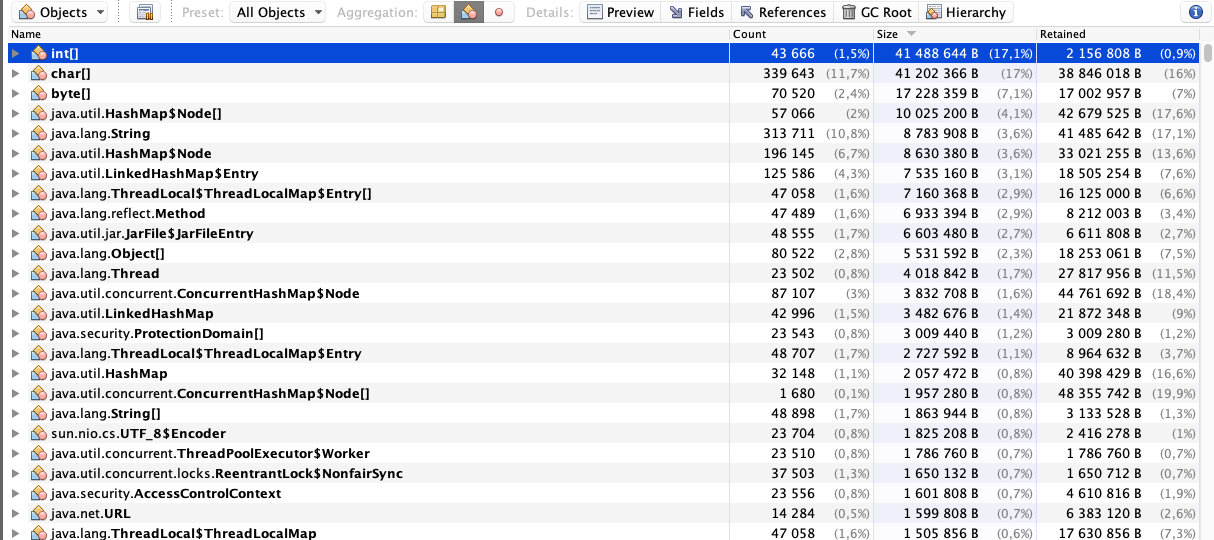 Objects Preset: All Objects Aggregation: Details: Preview Fields References GC Root Hierarchy
Name Count Size Retained
int[] 43 666 (1,5%) 41 488 644 B (17,1%) 2 156 808 B (0,9%)
char[] 339 643 (11,7%) 41 202 366 B (17%) 38 846 018 B (16%)
byte[] 70 520 (2,4%) 17 228 359 B (7,1%) 17 002 957 B (7%)
java.util.HashMap$Node[] 57 066 (2%) 10 025 200 B (4,1%) 42 679 525 B (17,6%)
java.lang.String 313 711 (10,8%) 8 783 908 B (3,6%) 41 485 642 B (17,1%)
java.util.HashMap$Node 196 145 (6,7%) 8 630 380 B (3,6%) 33 021 255 B (13,6%)
java.util.LinkedHashMap$Entry 125 586 (4,3%) 7 535 160 B (3,1%) 18 505 254 B (7,6%)
java.lang.ThreadLocal$ThreadLocalMap$Entry[] 47 058 (1,6%) 7 160 368 B (2,9%) 16 125 000 B (6,6%)
java.lang.reflect.Method 47 489 (1,6%) 6 933 394 B (2,9%) 8 212 003 B (3,4%)
java.util.jar.JarFile$JarFileEntry 48 555 (1,7%) 6 603 480 B (2,7%) 6 611 808 B (2,7%)
java.lang.Object[] 80 522 (2,8%) 5 531 592 B (2,3%) 18 253 061 B (7,5%)
java.lang.Thread 23 502 (0,8%) 4 018 842 B (1,7%) 27 817 956 B (11,5%)
java.util.concurrent.ConcurrentHashMap$Node 87 107 (3%) 3 832 708 B (1,6%) 44 761 692 B (18,4%)
java.util.LinkedHashMap 42 996 (1,5%) 3 482 676 B (1,4%) 21 872 348 B (9%)
java.security.ProtectionDomain[] 23 543 (0,8%) 3 009 440 B (1,2%) 3 009 280 B (1,2%)
java.lang.ThreadLocal$ThreadLocalMap$Entry 48 707 (1,7%) 2 727 592 B (1,1%) 8 964 632 B (3,7%)
java.util.HashMap 32 148 (1,1%) 2 057 472 B (0,8%) 40 398 429 B (16,6%)
java.util.concurrent.ConcurrentHashMap$Node[] 1 680 (0,1%) 1 957 280 B (0,8%) 48 355 742 B (19,9%)
java.lang.String[] 48 898 (1,7%) 1 863 944 B (0,8%) 3 133 528 B (1,3%)
sun.nio.cs.UTF_8$Encoder 23 704 (0,8%) 1 825 208 B (0,8%) 2 416 278 B (1%)
java.util.concurrent.ThreadPoolExecutor$Worker 23 510 (0,8%) 1 786 760 B (0,7%) 1 786 760 B (0,7%)
java.util.concurrent.locks.ReentrantLock$NonfairSync 37 503 (1,3%) 1 650 132 B (0,7%) 1 650 712 B (0,7%)
java.security.AccessControlContext 23 556 (0,8%) 1 601 808 B (0,7%) 4 610 816 B (1,9%)
java.net.URL 14 284 (0,5%) 1 599 808 B (0,7%) 6 383 120 B (2,6%)
java.lang.ThreadLocal$ThreadLocalMap 47 058 (1,6%) 1 505 856 B (0,6%) 17 630 856 B (7,3%)